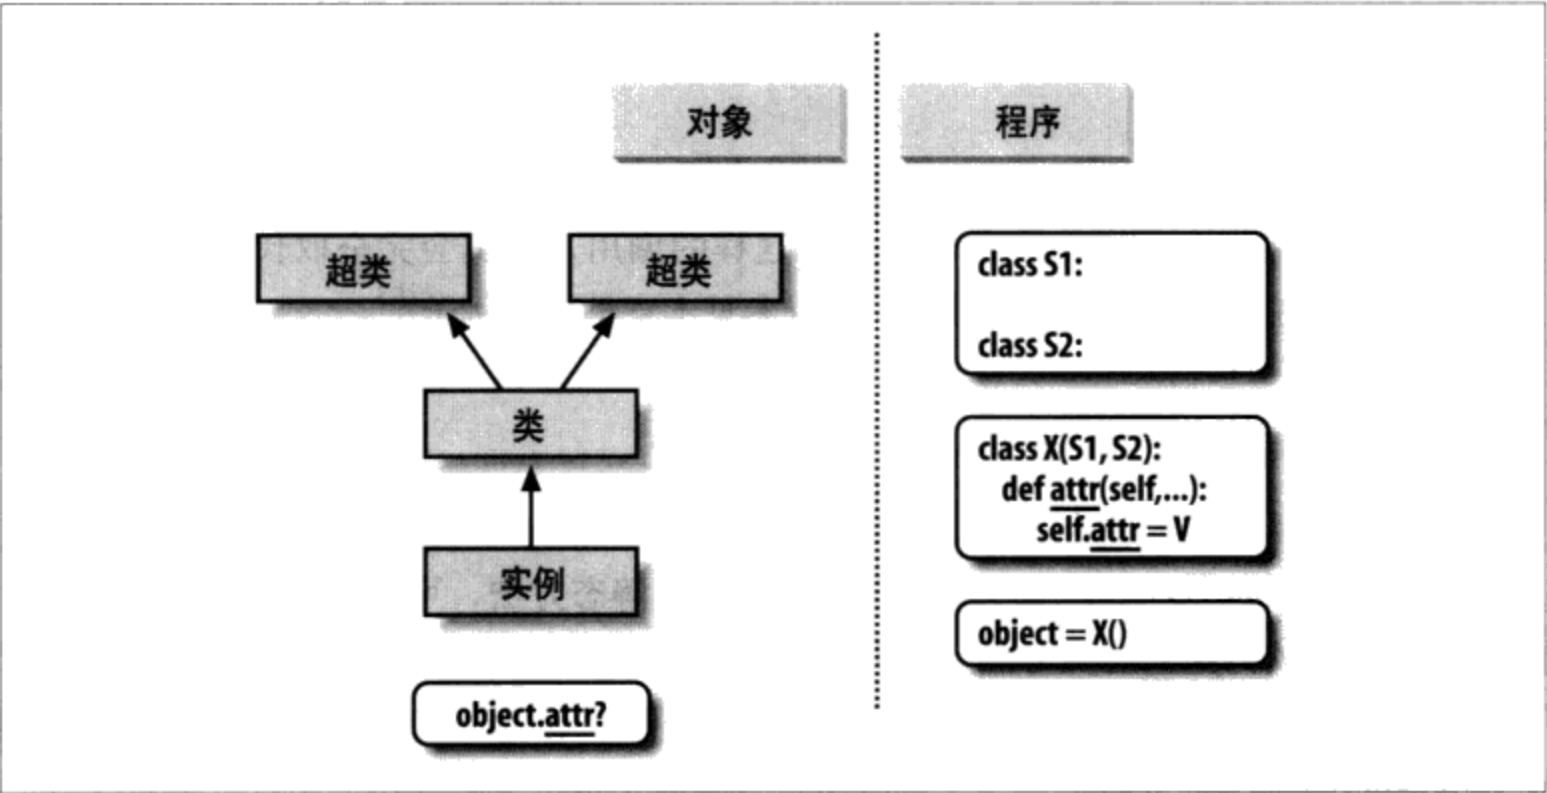 对象
程序
超类
超类
类
实例
object.attr?
class S1:
class S2:
class X(S1, S2):
def attr(self,...):
self.attr = V
object = X()